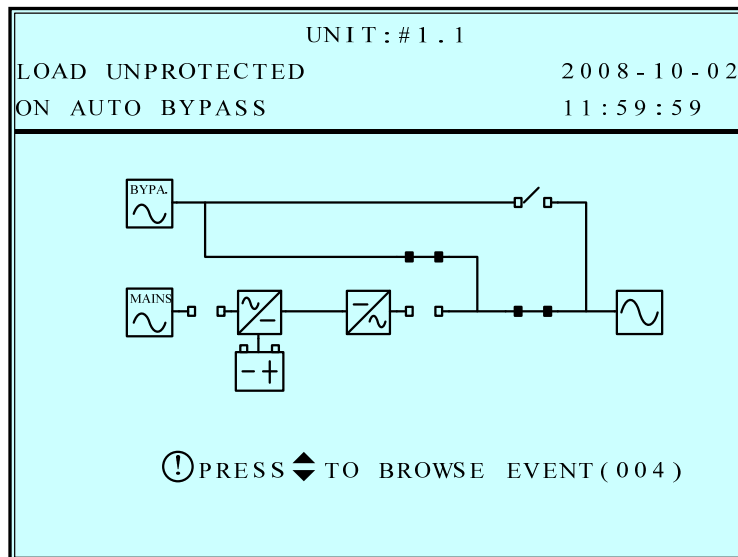 UNIT:#1.1
LOAD UNPROTECTED 2008-10-02
ON AUTO BYPASS 11:59:59
BYPA.
MAINS
PRESS TO BROWSE EVENT(004)